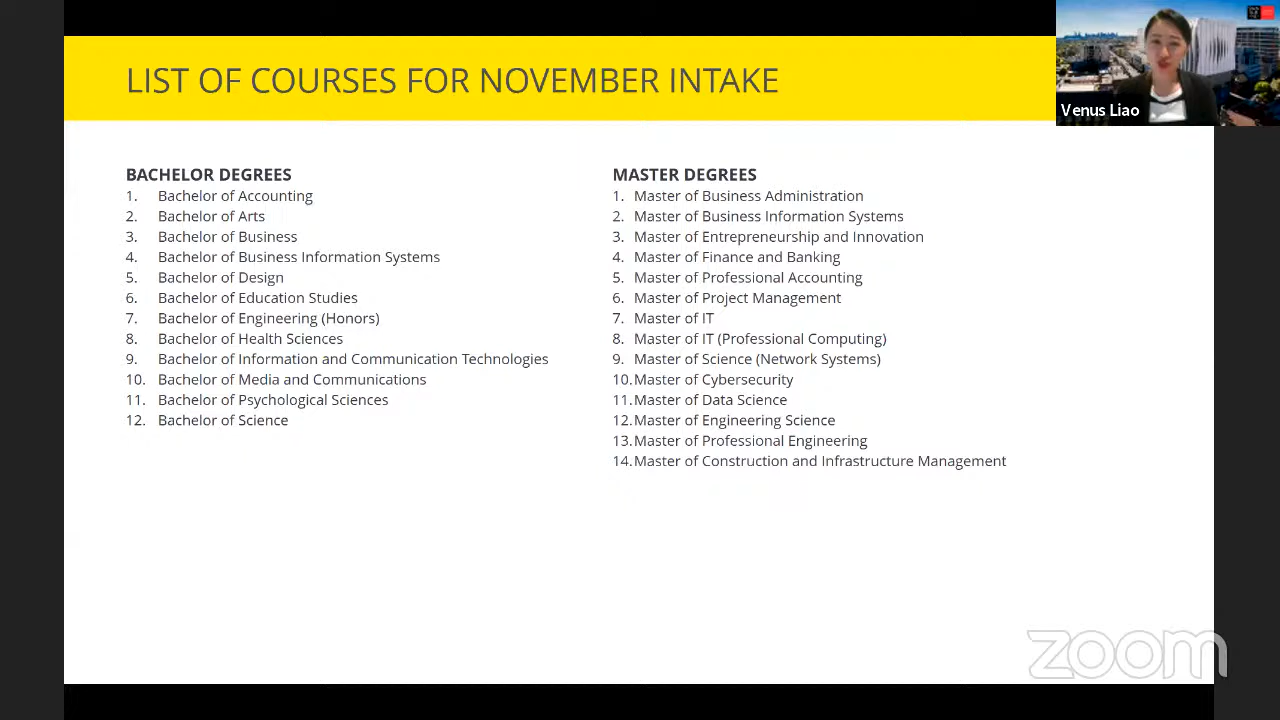 LIST OF COURSES FOR NOVEMBER INTAKE
Venus Liao
BACHELOR DEGREES
1. Bachelor of Accounting
2. Bachelor of Arts
3. Bachelor of Business
4. Bachelor of Business Information Systems
5. Bachelor of Design
6. Bachelor of Education Studies
7. Bachelor of Engineering (Honors)
8. Bachelor of Health Sciences
9. Bachelor of Information and Communication Technologies
10. Bachelor of Media and Communications
11. Bachelor of Psychological Sciences
12. Bachelor of Science
MASTER DEGREES
1. Master of Business Administration
2. Master of Business Information Systems
3. Master of Entrepreneurship and Innovation
4. Master of Finance and Banking
5. Master of Professional Accounting
6. Master of Project Management
7. Master of IT
8. Master of IT (Professional Computing)
9. Master of Science (Network Systems)
10. Master of Cybersecurity
11. Master of Data Science
12. Master of Engineering Science
13. Master of Professional Engineering
14. Master of Construction and Infrastructure Management
zoom